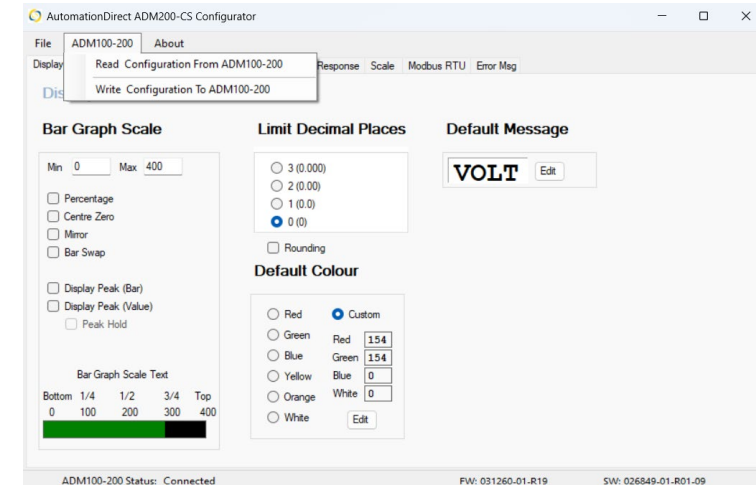 AutomationDirect ADM200-CS Configurator
File ADM100-200 About
Display Response Scale Modbus RTU Error Msg
Read Configuration From ADM100-200
Write Configuration To ADM100-200
Bar Graph Scale
Min 0 Max 400
Percentage
Centre Zero
Mirror
Bar Swap
Display Peak (Bar)
Display Peak (Value)
Peak Hold
Bar Graph Scale Text
Bottom 1/4 1/2 3/4 Top
0 100 200 300 400
Limit Decimal Places
3 (0.000)
2 (0.00)
1 (0.0)
0 (0)
Rounding
Default Colour
Red
Green
Blue
Yellow
Orange
White
Custom
Red 154
Green 154
Blue 0
White 0
Edit
Default Message
VOLT Edit
ADM100-200 Status: Connected FW: 031260-01-R19 SW: 026849-01-R01-09